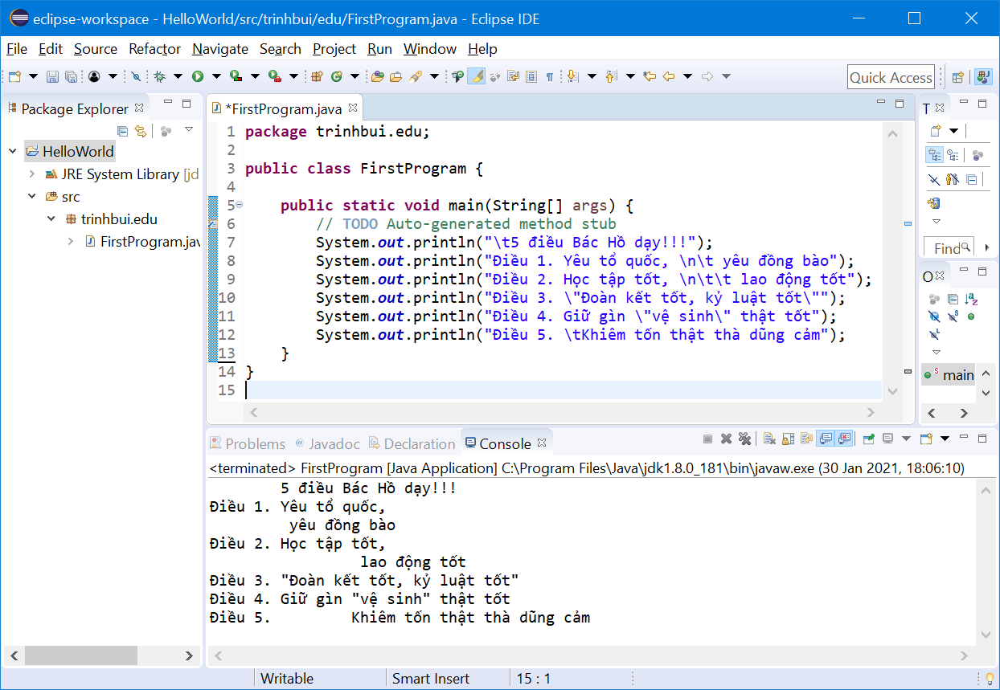 eclipse-workspace - HelloWorld/src/trinhbui/edu/FirstProgram.java - Eclipse IDE
File Edit Source Refactor Navigate Search Project Run Window Help
Quick Access
Package Explorer
HelloWorld
JRE System Library [jd
src
trinhbui.edu
FirstProgram.jav
*FirstProgram.java
1 package trinhbui.edu;
2
3 public class FirstProgram {
4
5 public static void main(String[] args) {
6 // TODO Auto-generated method stub
7 System.out.println("\t5 điều Bác Hồ dạy!!!");
8 System.out.println("Điều 1. Yêu tổ quốc, \n\t yêu đồng bào");
9 System.out.println("Điều 2. Học tập tốt, \n\t\t lao động tốt");
10 System.out.println("Điều 3. \"Đoàn kết tốt, kỷ luật tốt\"");
11 System.out.println("Điều 4. Giữ gìn \"vệ sinh\" thật tốt");
12 System.out.println("Điều 5. \tKhiêm tốn thật thà dũng cảm");
13 }
14 }
15
T
Find
O
main
Problems @ Javadoc Declaration Console
<terminated> FirstProgram [Java Application] C:\Program Files\Java\jdk1.8.0_181\bin\javaw.exe (30 Jan 2021, 18:06:10)
5 điều Bác Hồ dạy!!!
Điều 1. Yêu tổ quốc,
yêu đồng bào
Điều 2. Học tập tốt,
lao động tốt
Điều 3. "Đoàn kết tốt, kỷ luật tốt"
Điều 4. Giữ gìn "vệ sinh" thật tốt
Điều 5. Khiêm tốn thật thà dũng cảm
Writable Smart Insert 15 : 1